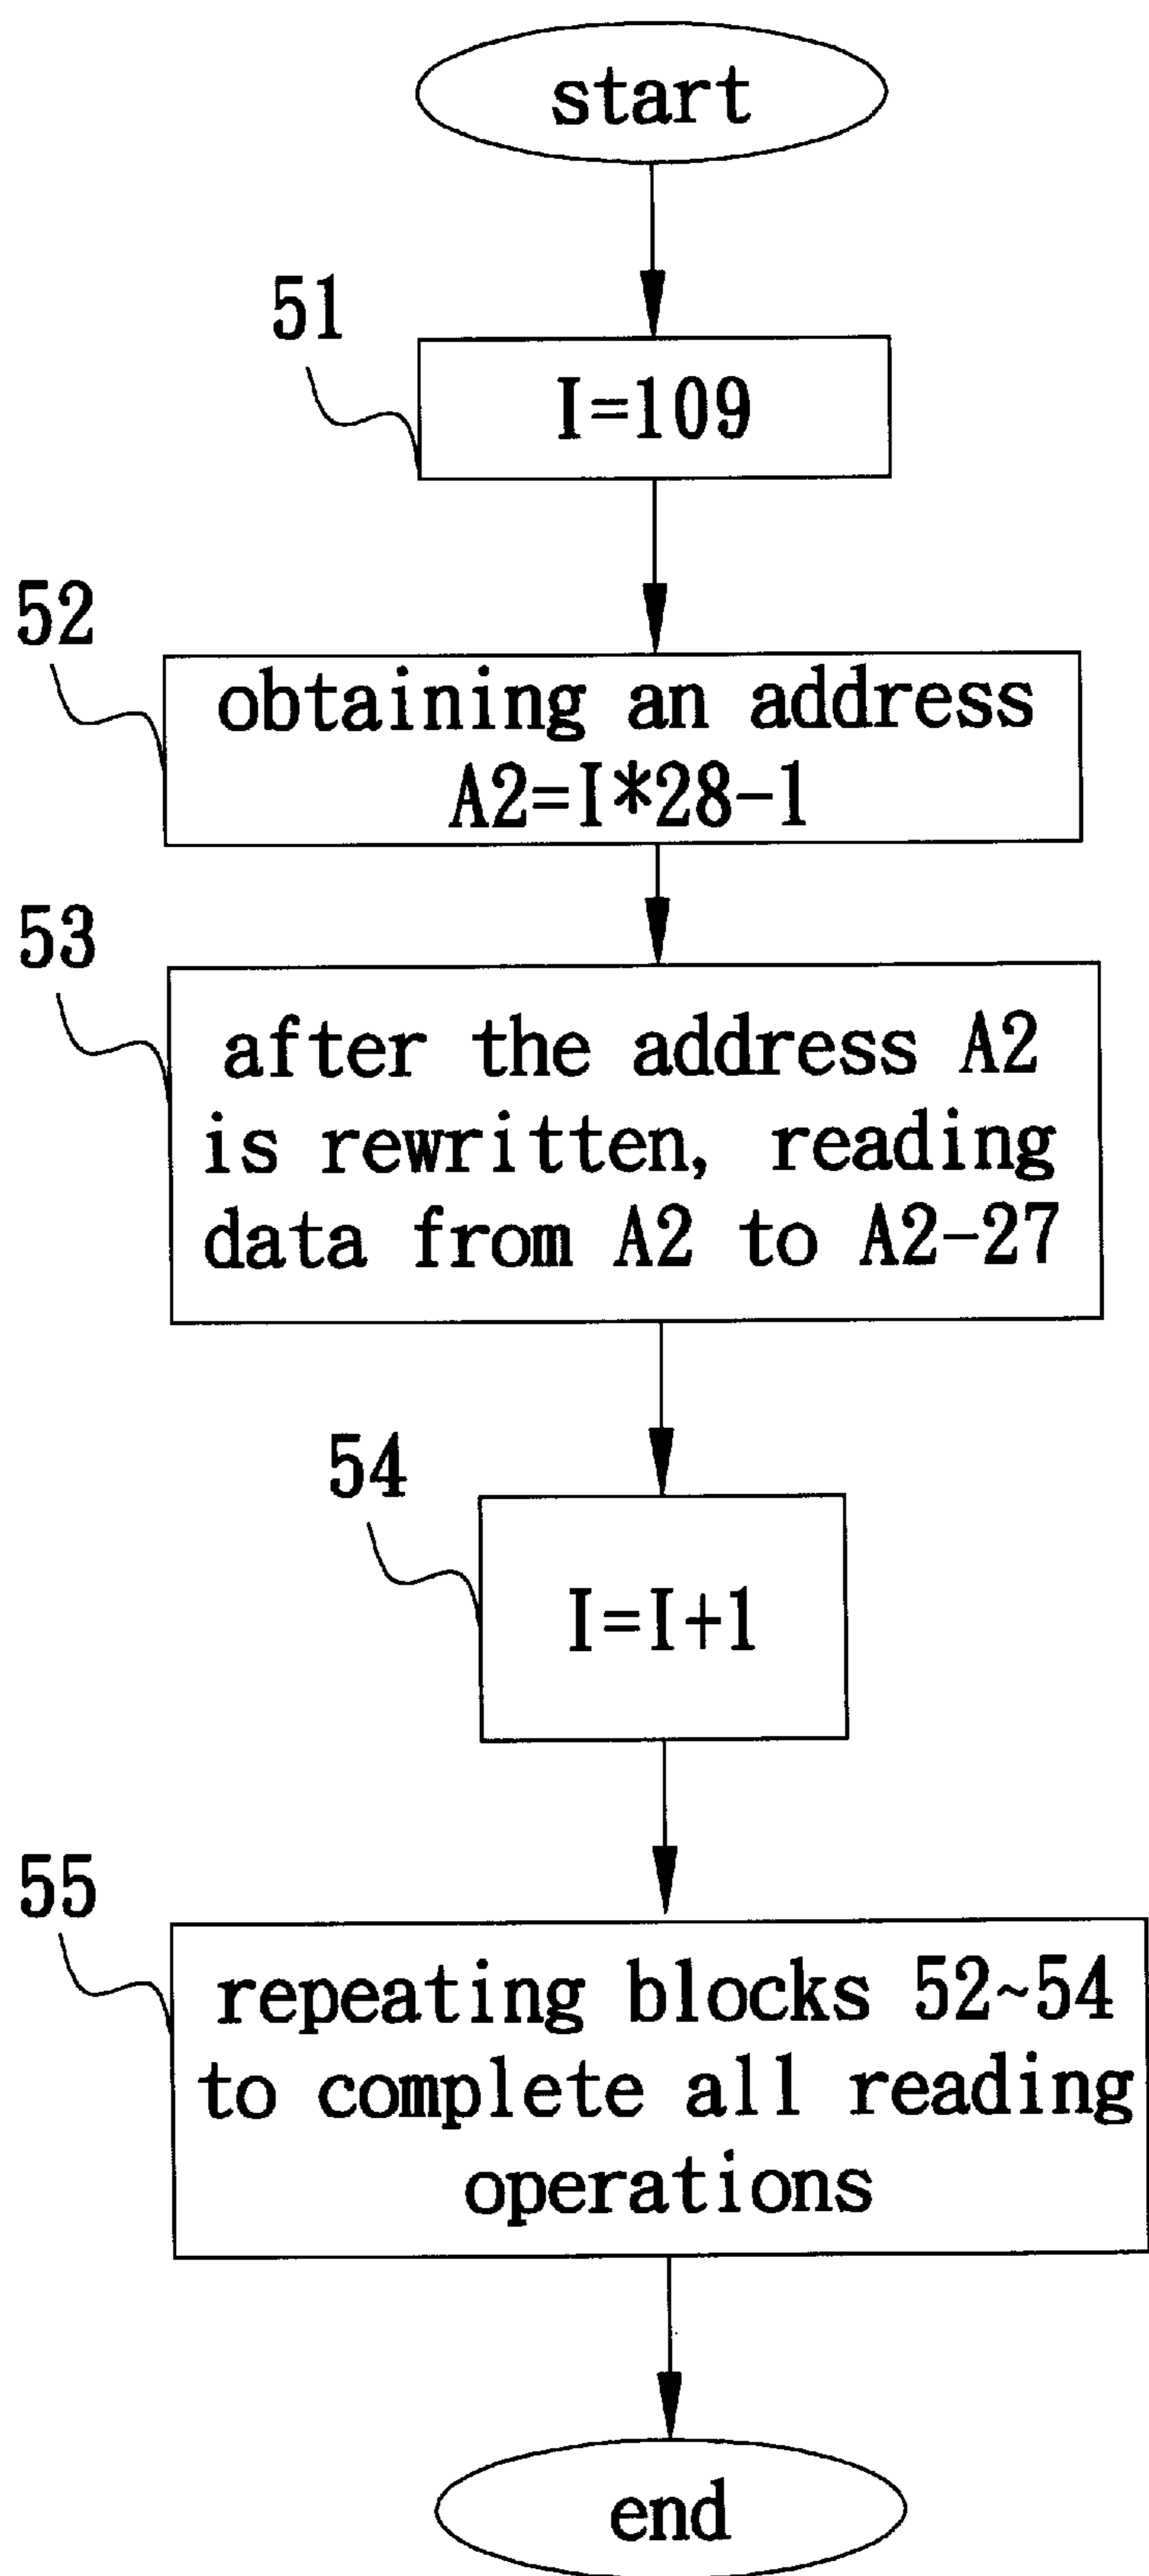 start
51
I=109
52
obtaining an address
A2=I*28-1
53
after the address A2
is rewritten, reading
data from A2 to A2-27
54
I=I+1
55
repeating blocks 52~54
to complete all reading
operations
end